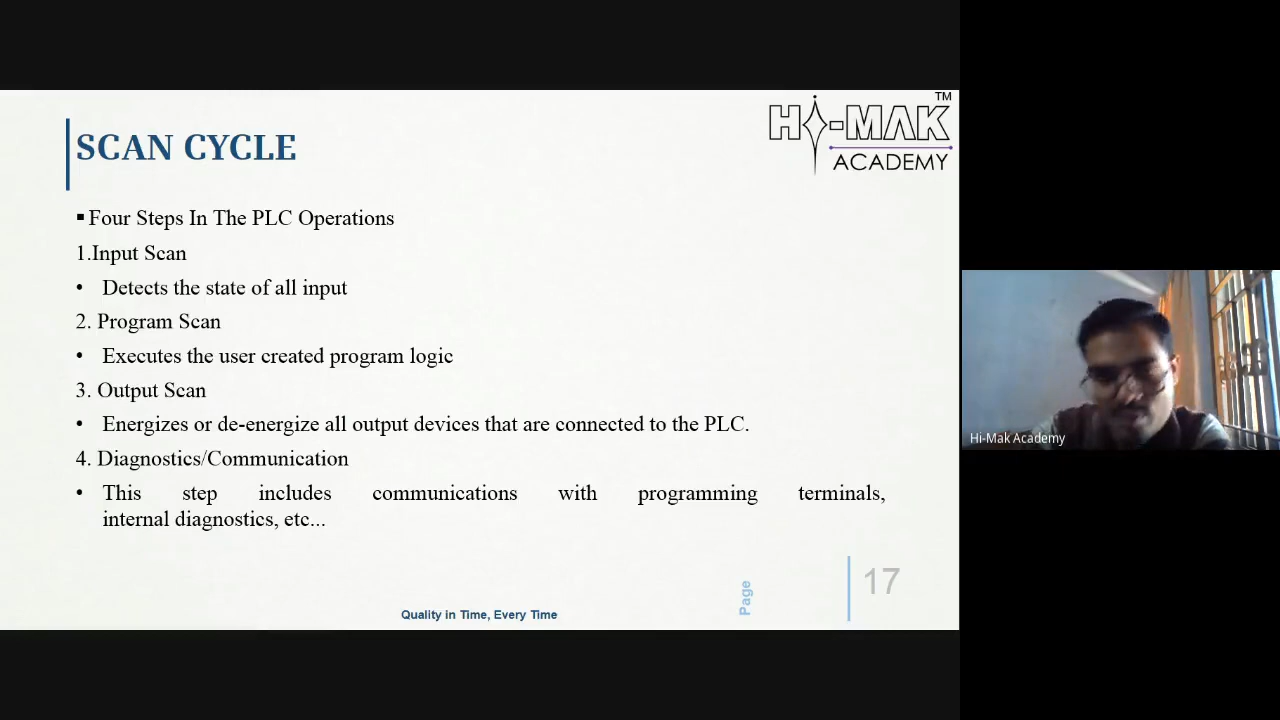 SCAN CYCLE
HI-MAK
TM
ACADEMY
▪Four Steps In The PLC Operations
1.Input Scan
• Detects the state of all input
2. Program Scan
• Executes the user created program logic
3. Output Scan
• Energizes or de-energize all output devices that are connected to the PLC.
4. Diagnostics/Communication
• This step includes communications with programming terminals,
internal diagnostics, etc...
Quality in Time, Every Time
Page
17
Hi-Mak Academy